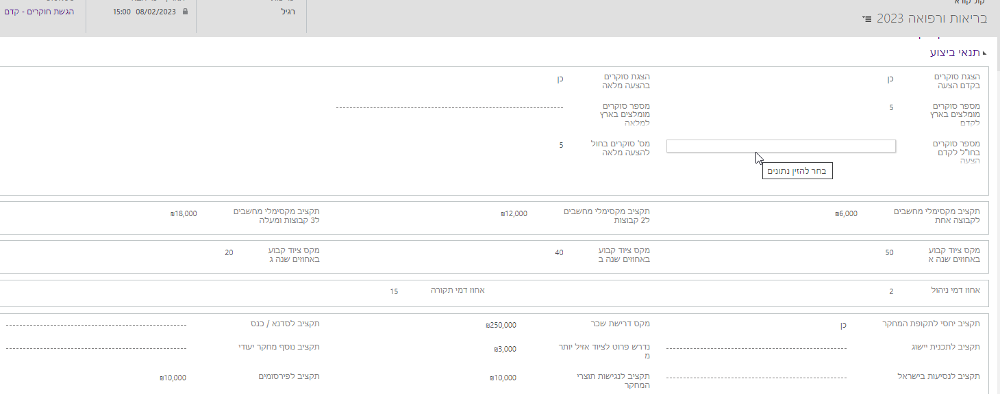 קול קורא
בריאות ורפואה 2023
רגיל
08/02/2023 15:00
הגשת חוקרים - קדם
תנאי ביצוע
הצגת סוקרים
בקדם הצעה
כן
הצגת סוקרים
בהצעה מלאה
כן
מספר סוקרים
מומלצים בארץ
לקדם
5
מספר סוקרים
מומלצים בארץ
למלאה
מספר סוקרים
בחו"ל לקדם
הצעה
מס' סוקרים בחול
להצעה מלאה
5
בחר להזין נתונים
תקציב מקסימלי מחשבים
לקבוצה אחת
₪6,000
תקציב מקסימלי מחשבים
ל2 קבוצות
₪12,000
תקציב מקסימלי מחשבים
ל3 קבוצות ומעלה
₪18,000
מקס ציוד קבוע
באחוזים שנה א
50
מקס ציוד קבוע
באחוזים שנה ב
40
מקס ציוד קבוע
באחוזים שנה ג
20
אחוז דמי ניהול
2
אחוז דמי תקורה
15
תקציב יחסי לתקופת המחקר
כן
מקס דרישת שכר
₪250,000
תקציב לסדנא / כנס
תקציב לתכנית יישוג
נדרש פרוט לציוד אזיל יותר
מ
₪3,000
תקציב נוסף מחקר יעודי
תקציב לנסיעות בישראל
תקציב לנגישות תוצרי
המחקר
₪10,000
תקציב לפירסומים
₪10,000